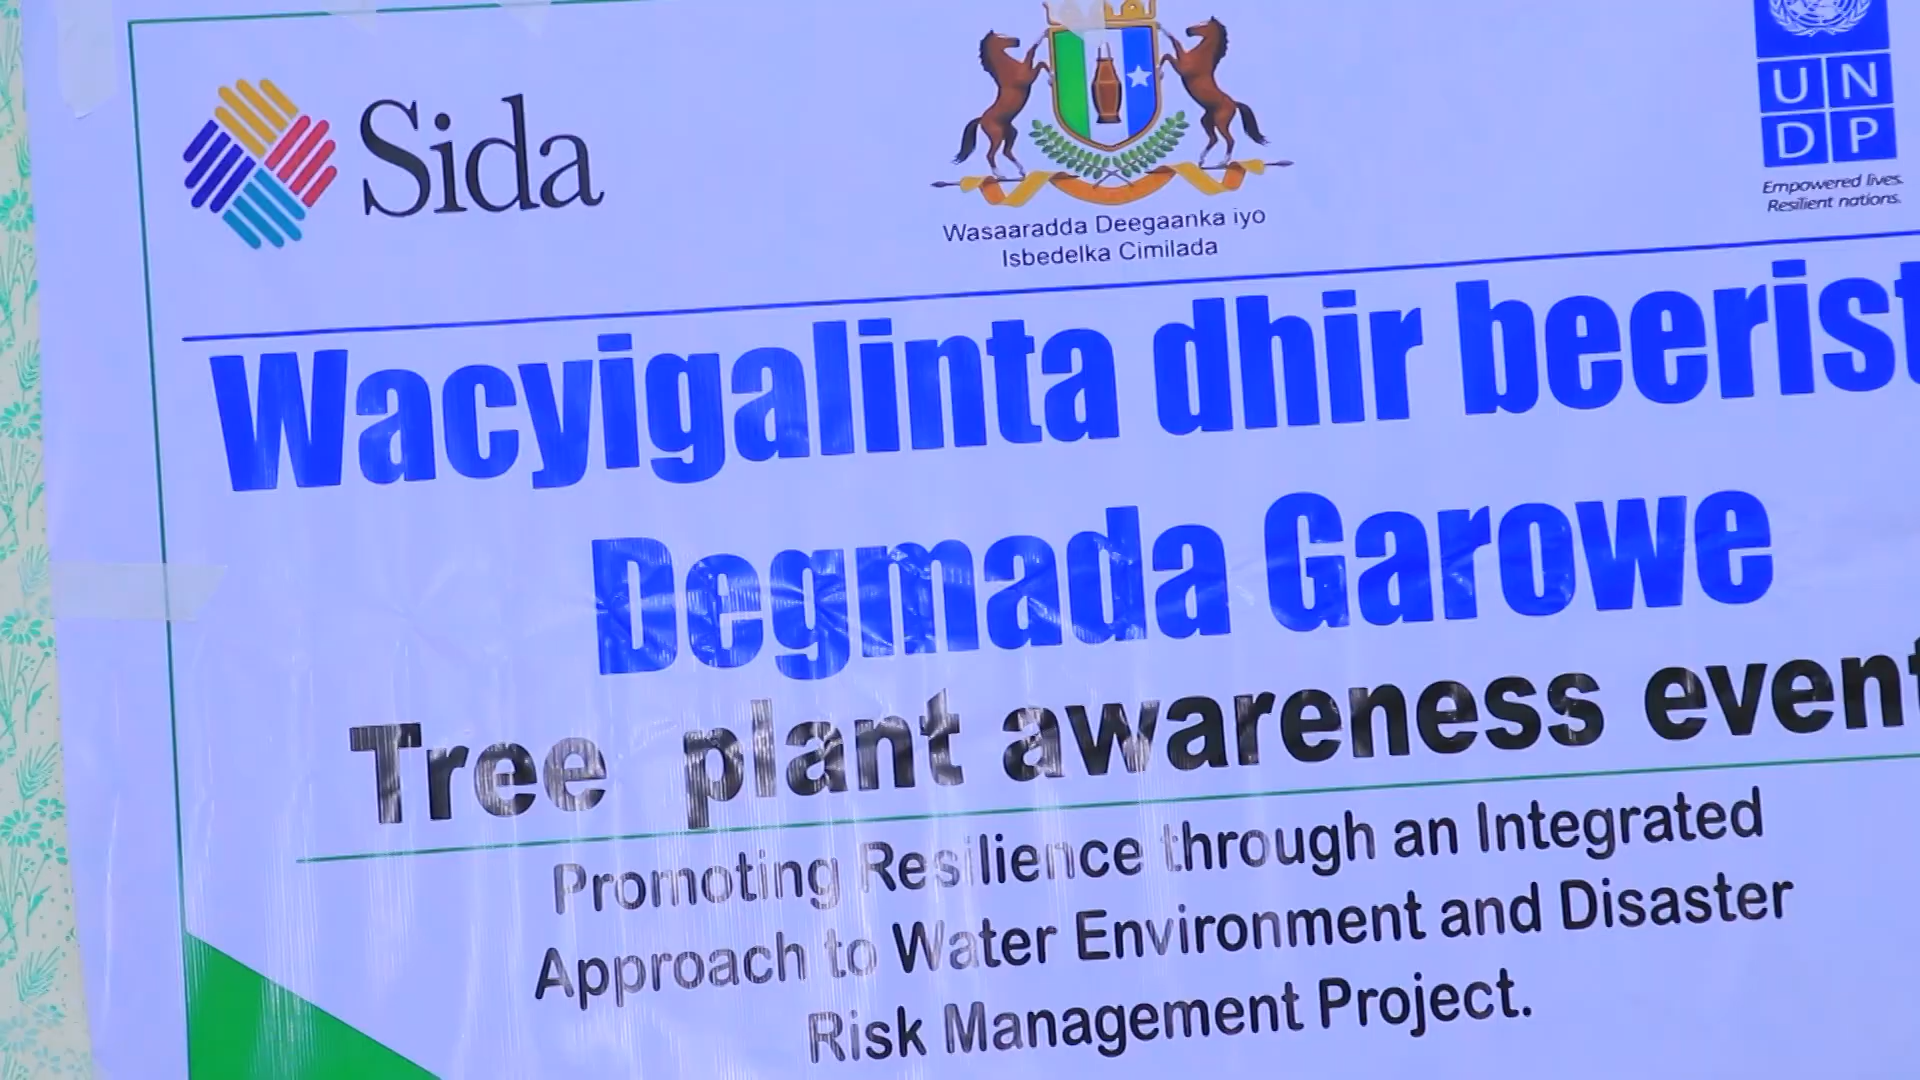 Sida
UN
DP
Empowered lives.
Resilient nations.
Wasaaradda Deegaanka iyo
Isbedelka Cimilada
Wacyigalinta dhir beerist
Degmada Garowe
Tree plant awareness event
Promoting Resilience through an Integrated
Approach to Water Environment and Disaster
Risk Management Project.